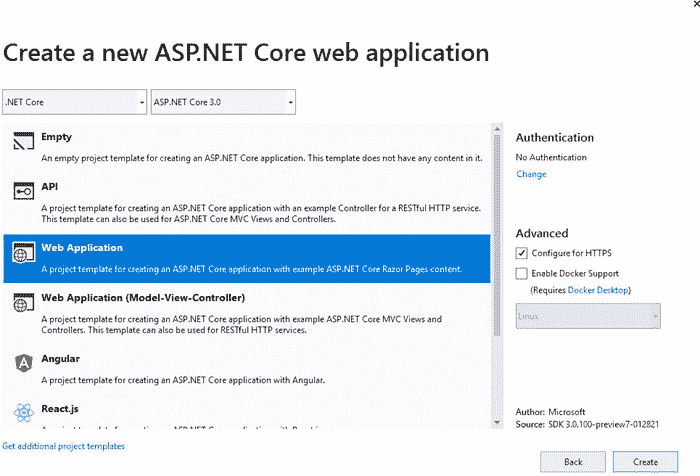 Create a new ASP.NET Core web application
.NET Core
ASP.NET Core 3.0
Empty
An empty project template for creating an ASP.NET Core application. This template does not have any content in it.
API
A project template for creating an ASP.NET Core application with an example Controller for a RESTful HTTP service.
This template can also be used for ASP.NET Core MVC Views and Controllers.
Web Application
A project template for creating an ASP.NET Core application with example ASP.NET Core Razor Pages content.
Web Application (Model-View-Controller)
A project template for creating an ASP.NET Core application with example ASP.NET Core MVC Views and
Controllers. This template can also be used for RESTful HTTP services.
Angular
A project template for creating an ASP.NET Core application with Angular.
React.js
Get additional project templates
Authentication
No Authentication
Change
Advanced
Configure for HTTPS
Enable Docker Support
(Requires Docker Desktop)
Linux
Author: Microsoft
Source: SDK 3.0.100-preview7-012821
Back
Create